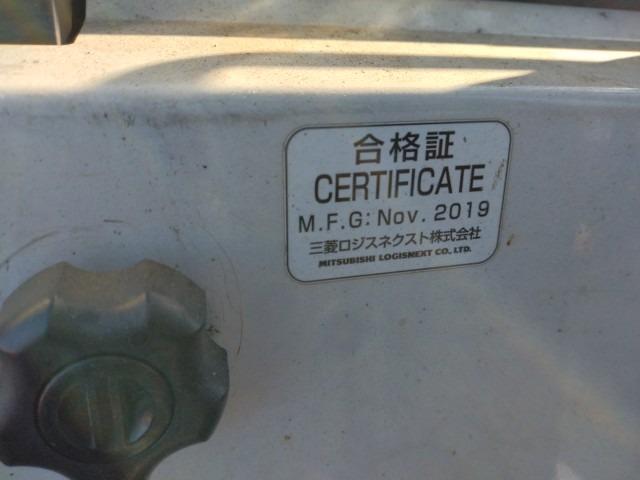 合格証
CERTIFICATE
M.F.G: Nov. 2019
三菱ロジスネクスト株式会社
MITSUBISHI LOGISNEXT CO., LTD.